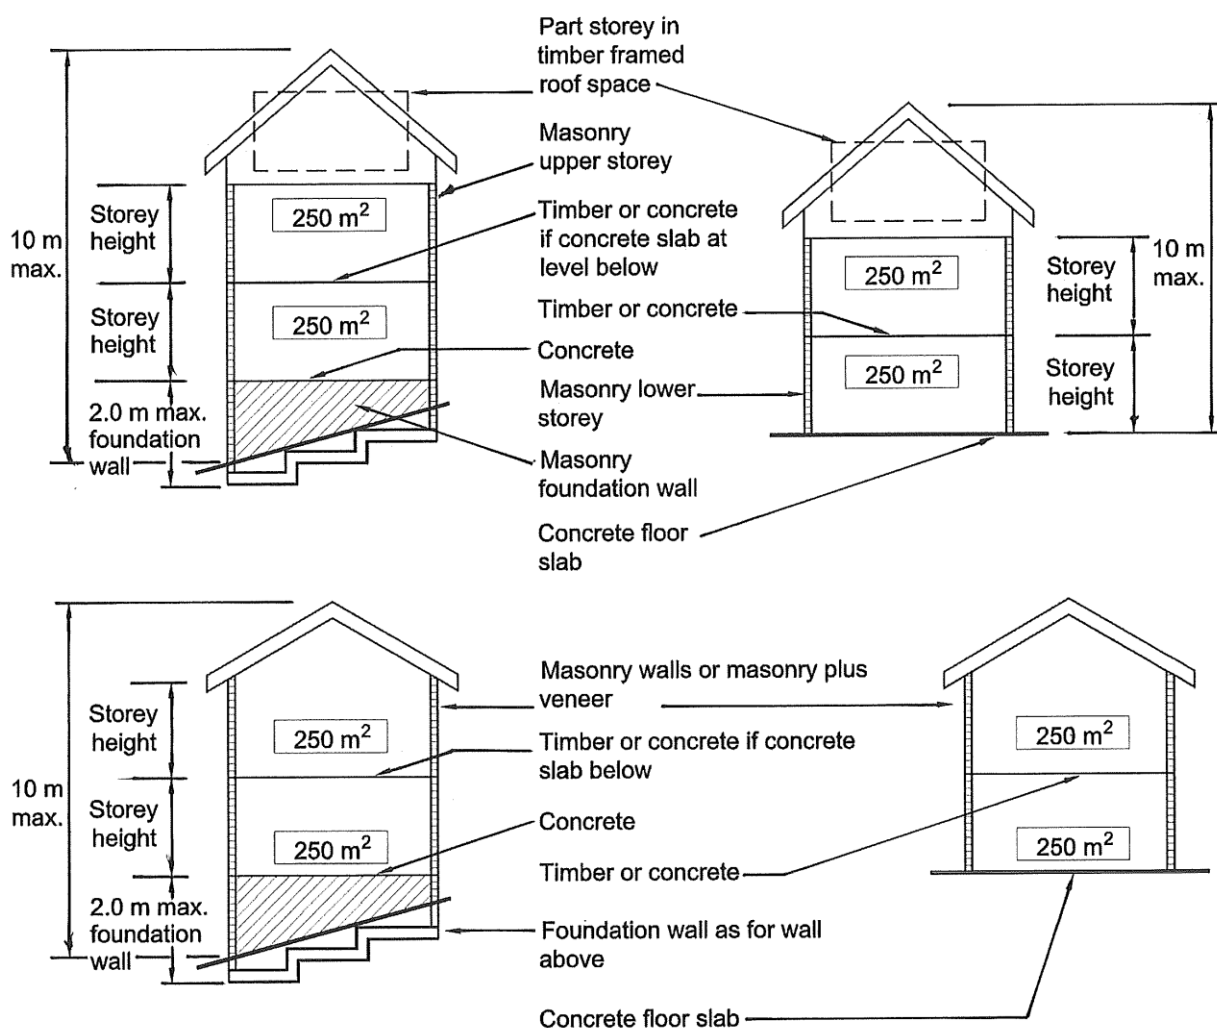 Part storey in
timber framed
roof space
Masonry
upper storey
Storey
height
250 m²
10 m
max.
Timber or concrete
if concrete slab at
level below
Storey
height
250 m²
Timber or concrete
Concrete
2.0 m max.
foundation
wall
Masonry lower
storey
Masonry
foundation wall
Concrete floor
slab
250 m²
Storey
height
10 m
max.
250 m²
Storey
height
Storey
height
250 m²
10 m
max.
Storey
height
250 m²
2.0 m max.
foundation
wall
Masonry walls or masonry plus
veneer
Timber or concrete if concrete
slab below
Concrete
Timber or concrete
Foundation wall as for wall
above
Concrete floor slab
250 m²
250 m²